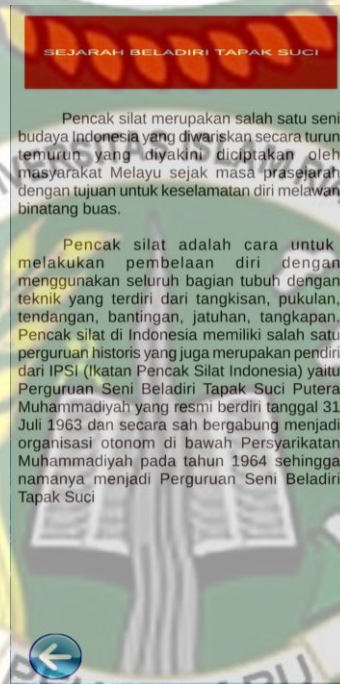 SEJARAH BELADIRI TAPAK SUCI
Pencak silat merupakan salah satu seni
budaya Indonesia yang diwariskan secara turun
temurun yang diyakini diciptakan oleh
masyarakat Melayu sejak masa prasejarah
dengan tujuan untuk keselamatan diri melawan
binatang buas.
Pencak silat adalah cara untuk
melakukan pembelaan diri dengan
menggunakan seluruh bagian tubuh dengan
teknik yang terdiri dari tangkisan, pukulan,
tendangan, bantingan, jatuhan, tangkapan.
Pencak silat di Indonesia memiliki salah satu
perguruan historis yang juga merupakan pendiri
dari IPSI (Ikatan Pencak Silat Indonesia) yaitu
Perguruan Seni Beladiri Tapak Suci Putera
Muhammadiyah yang resmi berdiri tanggal 31
Juli 1963 dan secara sah bergabung menjadi
organisasi otonom di bawah Persyarikatan
Muhammadiyah pada tahun 1964 sehingga
namanya menjadi Perguruan Seni Beladiri
Tapak Suci